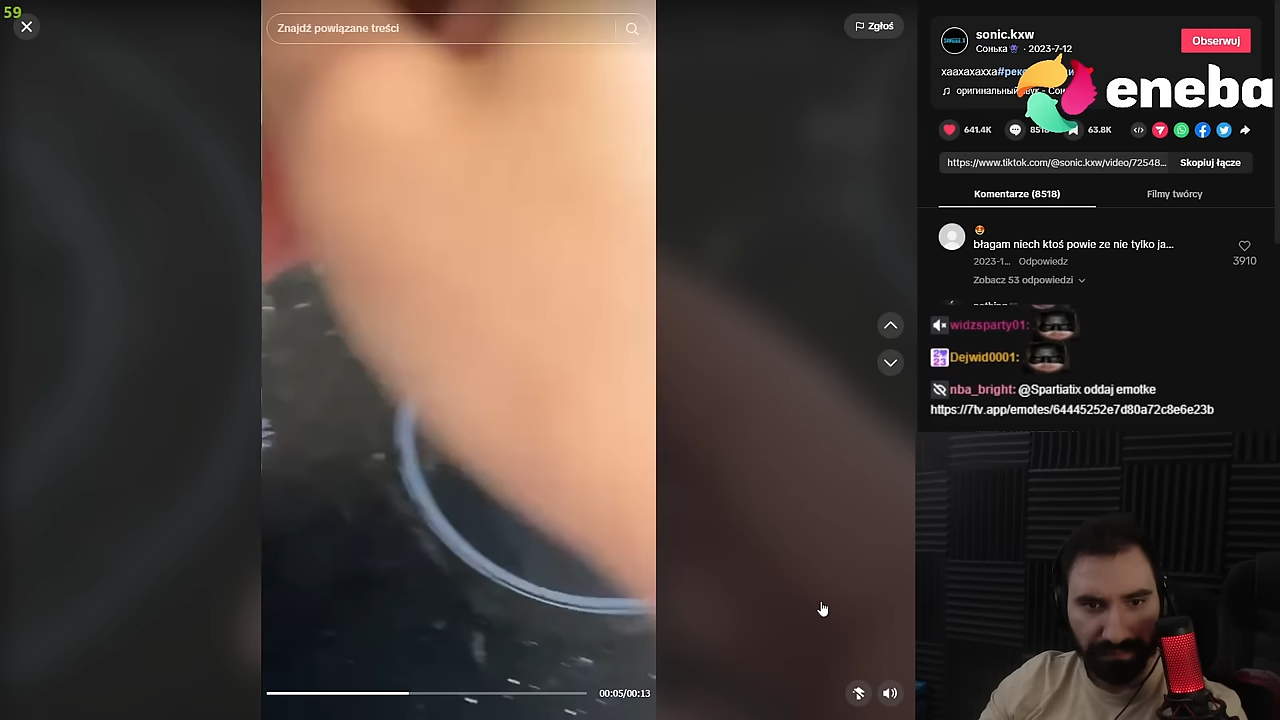 59
Znajdź powiązane treści
Zgłoś
sonic.kxw
Сонька · 2023-7-12
Obserwuj
хаахахахха
eneba
641.4K
63.8K
https://www.tiktok.com/@sonic.kxw/video/72548...
Skopiuj łącze
Komentarze (8518)
Filmy twórcy
błagam niech ktoś powie ze nie tylko ja...
2023-1... Odpowiedz
3910
Zobacz 53 odpowiedzi
widzsparty01:
Dejwid0001:
nba_bright: @Spartiatix oddaj emotke
https://7tv.app/emotes/64445252e7d80a72c8e6e23b
00:05/00:13